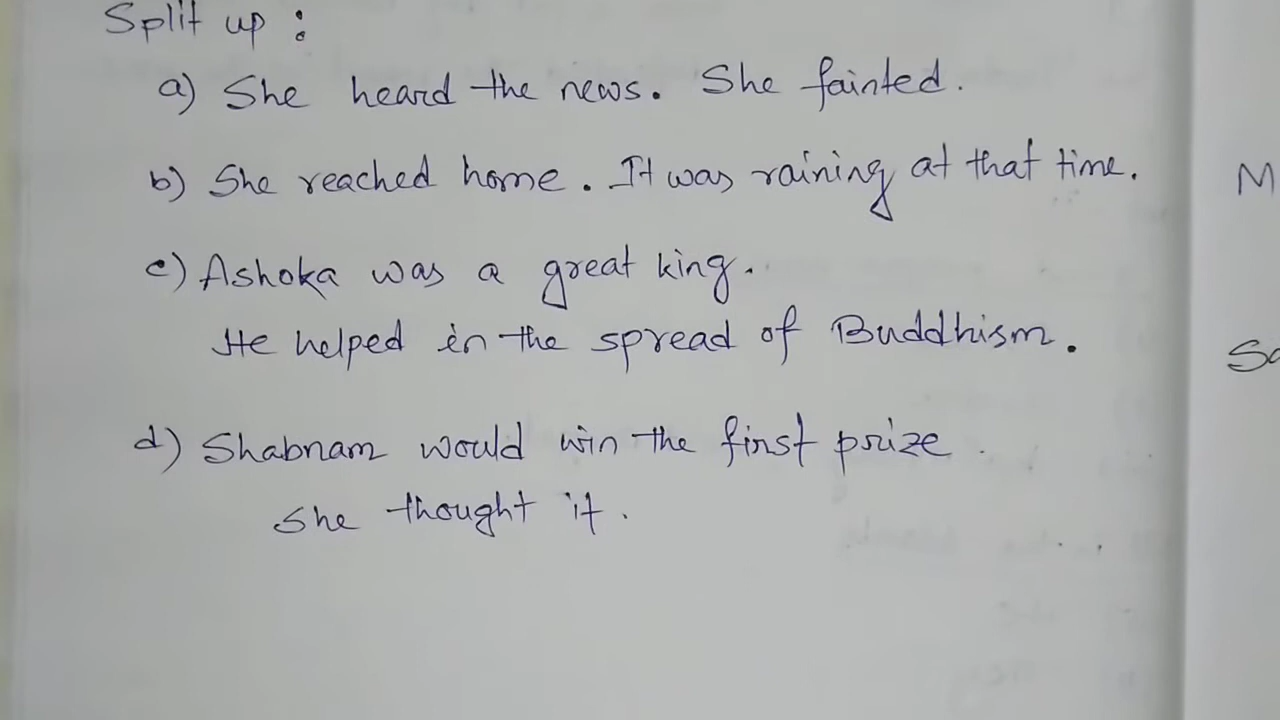 Split up :
a) She heard the news. She fainted.
b) She reached home. It was raining at that time.
c) Ashoka was a great king.
He helped in the spread of Buddhism.
d) Shabnam would win the first prize.
She thought it.